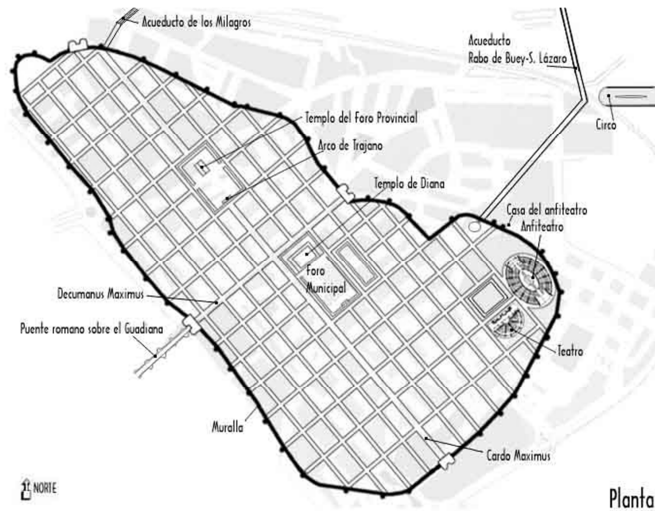 Acueducto de los Milagros
Acueducto
Rabo de Buey-S. Lázaro
Circo
Templo del Foro Provincial
Arco de Trajano
Templo de Diana
Casa del anfiteatro
Anfiteatro
Foro
Municipal
Decumanus Maximus
Puente romano sobre el Guadiana
Teatro
Muralla
Cardo Maximus
NORTE
Planta